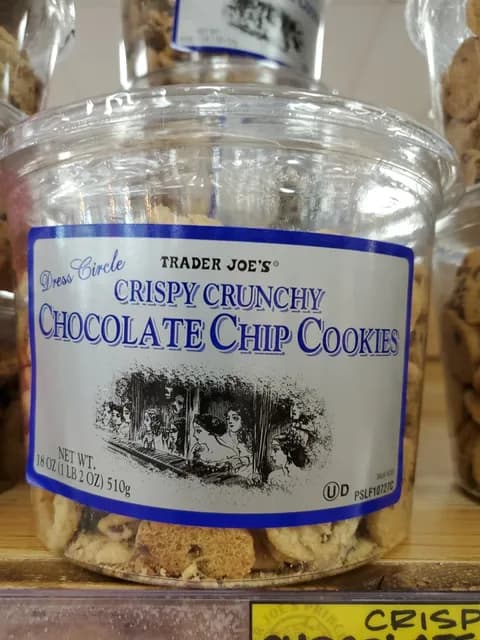 Dress Circle
TRADER JOE'S®
CRISPY CRUNCHY
CHOCOLATE CHIP COOKIES
NET WT.
18 OZ (1 LB 2 OZ) 510g
UD
PSLF10727C
CRISP